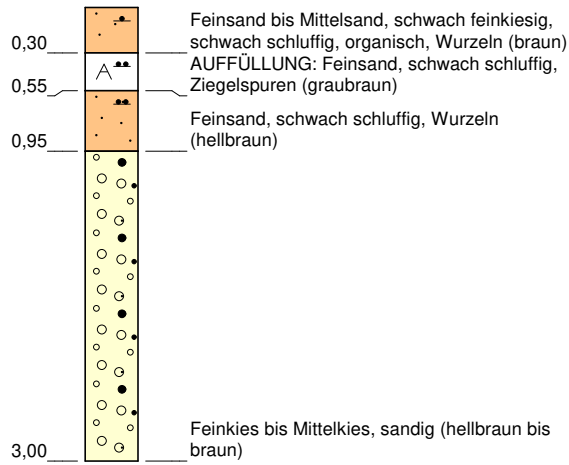 Feinsand bis Mittelsand, schwach feinkiesig,
schwach schluffig, organisch, Wurzeln (braun)
0,30
AUFFÜLLUNG: Feinsand, schwach schluffig,
Ziegelspuren (graubraun)
A
0,55
Feinsand, schwach schluffig, Wurzeln
(hellbraun)
0,95
Feinkies bis Mittelkies, sandig (hellbraun bis
braun)
3,00